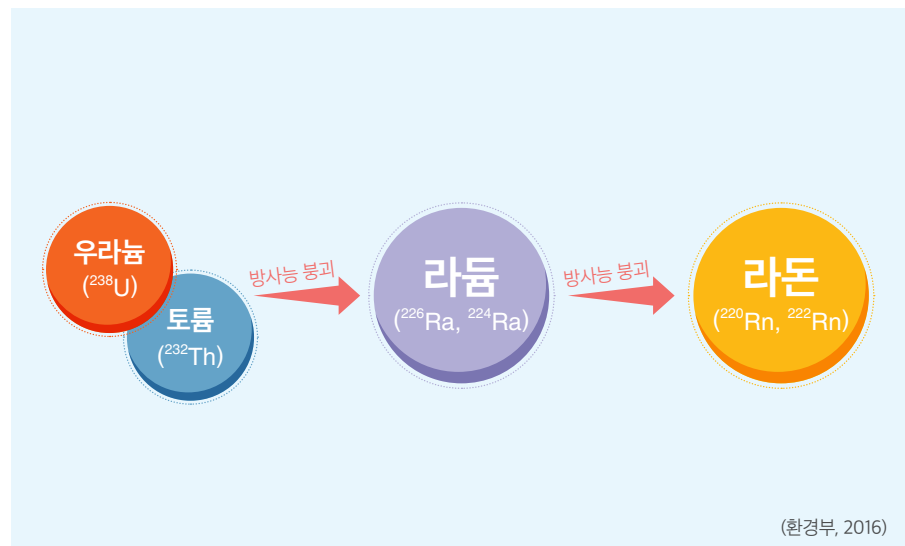 우라늄
(²³⁸U)
토륨
(²³²Th)
방사능 붕괴
라듐
(²²⁶Ra, ²²⁴Ra)
방사능 붕괴
라돈
(²²⁰Rn, ²²²Rn)
(환경부, 2016)